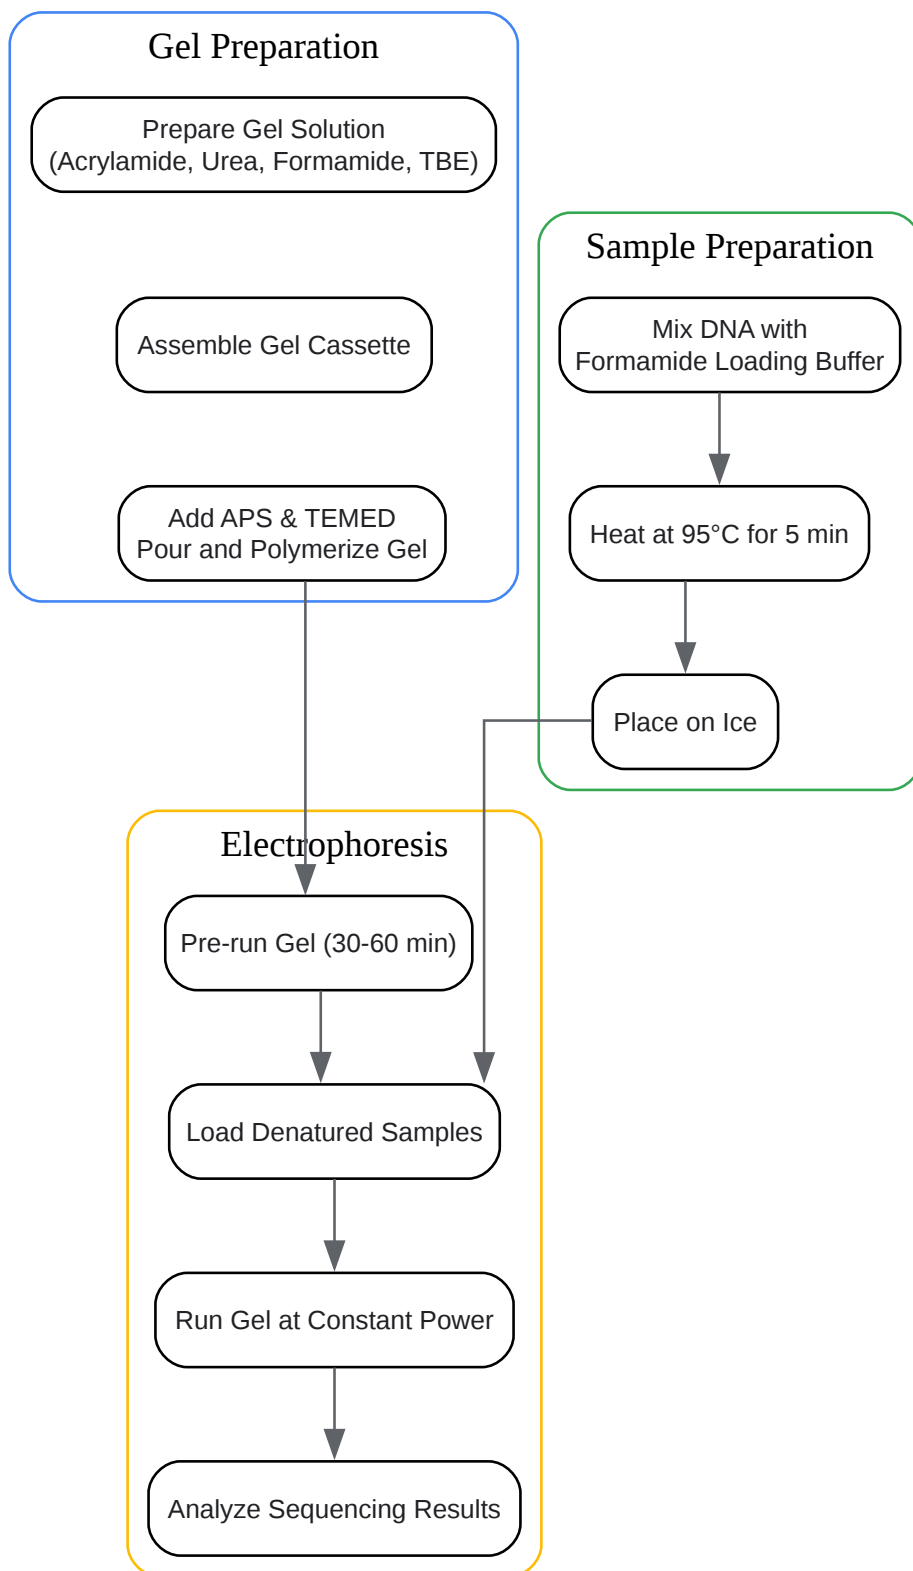 Gel Preparation
Prepare Gel Solution
(Acrylamide, Urea, Formamide, TBE)
Assemble Gel Cassette
Add APS & TEMED
Pour and Polymerize Gel
Sample Preparation
Mix DNA with
Formamide Loading Buffer
Heat at 95°C for 5 min
Place on Ice
Electrophoresis
Pre-run Gel (30-60 min)
Load Denatured Samples
Run Gel at Constant Power
Analyze Sequencing Results